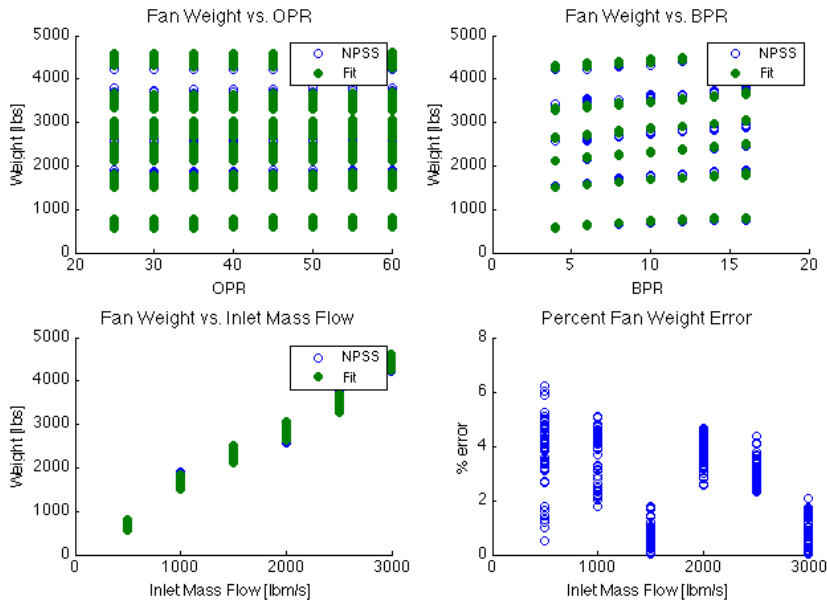 Fan Weight vs. OPR
5000
4000
3000
2000
1000
0
Weight [lbs]
20
30
40
50
60
OPR
NPSS
Fit
Fan Weight vs. BPR
5000
4000
3000
2000
1000
0
Weight [lbs]
0
5
10
15
20
BPR
NPSS
Fit
Fan Weight vs. Inlet Mass Flow
5000
4000
3000
2000
1000
0
Weight [lbs]
0
1000
2000
3000
Inlet Mass Flow [lbm/s]
NPSS
Fit
Percent Fan Weight Error
8
6
4
2
0
% error
0
1000
2000
3000
Inlet Mass Flow [lbm/s]